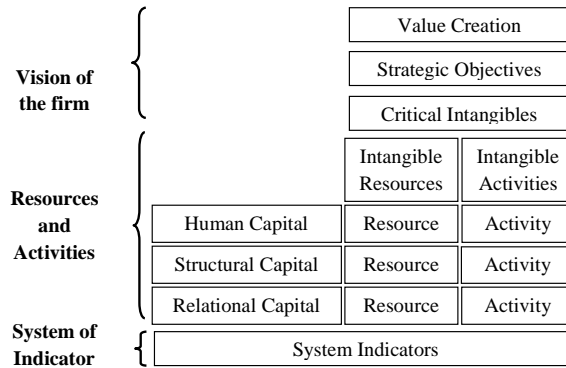 Value Creation
Vision of
the firm
Strategic Objectives
Critical Intangibles
Resources
and
Activities
Intangible
Resources
Intangible
Activities
Human Capital
Resource
Activity
Structural Capital
Resource
Activity
Relational Capital
Resource
Activity
System of
Indicator
System Indicators